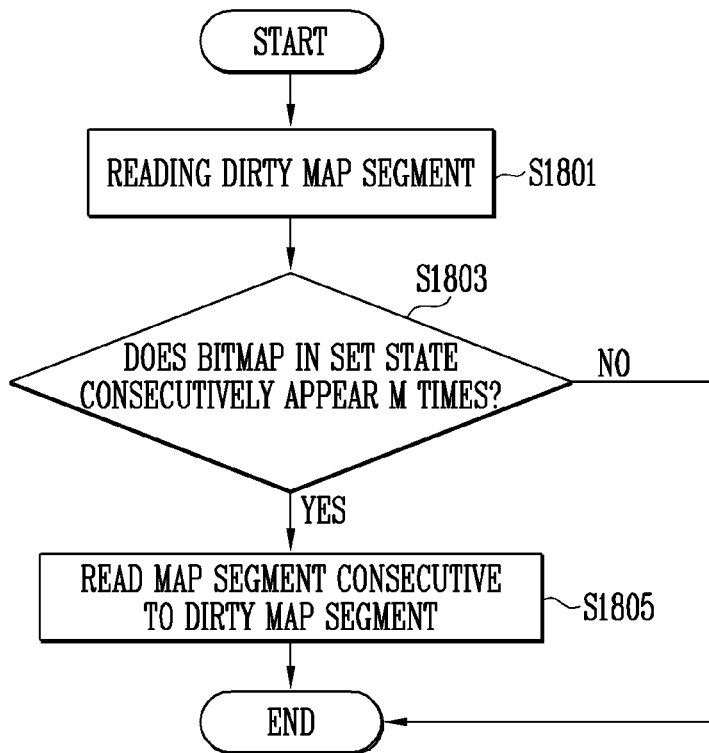 START
READING DIRTY MAP SEGMENT
S1801
S1803
DOES BITMAP IN SET STATE
CONSECUTIVELY APPEAR M TIMES?
NO
YES
READ MAP SEGMENT CONSECUTIVE
TO DIRTY MAP SEGMENT
S1805
END